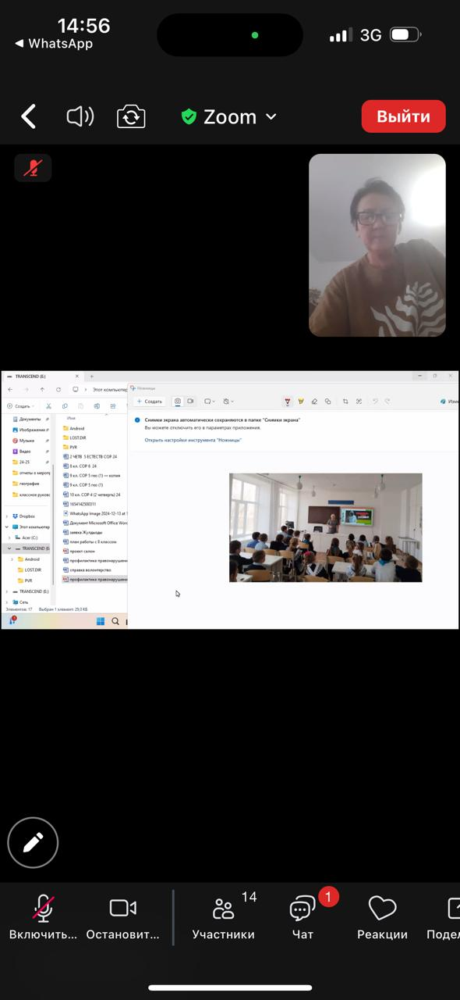 14:56
WhatsApp
3G
Zoom
Выйти
TRANSCEND (E:)
Этот компьютер
Ножницы
Создать
Создать
Снимки экрана автоматически сохраняются в папке "Снимки экрана"
Вы можете отключить его в параметрах приложения.
Открыть настройки инструмента "Ножницы"
Документы
Изображения
Музыка
Видео
24-25
отчеты о мероп
география
классное руковс
Dropbox
Этот компьютер
Acer (C:)
TRANSCEND (E:
Android
LOST.DIR
PVR
TRANSCEND (E:)
Сеть
Имя
Android
LOST.DIR
PVR
2 ЧЕТВ 5 ЕСТЕСТВ СОР 24
8 кл. СОР 6 24
9 кл. СОР 5 гео (1) — копия
9 кл. СОР 5 гео (1)
10 кл. СОР 4 (2 четверть) 24
1654142500311
WhatsApp Image 2024-12-13 at 1
Документ Microsoft Office Word
заявка Жулдызды
план работы с 8 классом
проект салон
профилактика правонарушени
справка волонтерство
профилактика правонарушени
Элементов: 17
Выбран 1 элемент: 29,0 КБ
14
1
Включить...
Остановит...
Участники
Чат
Реакции
Подел